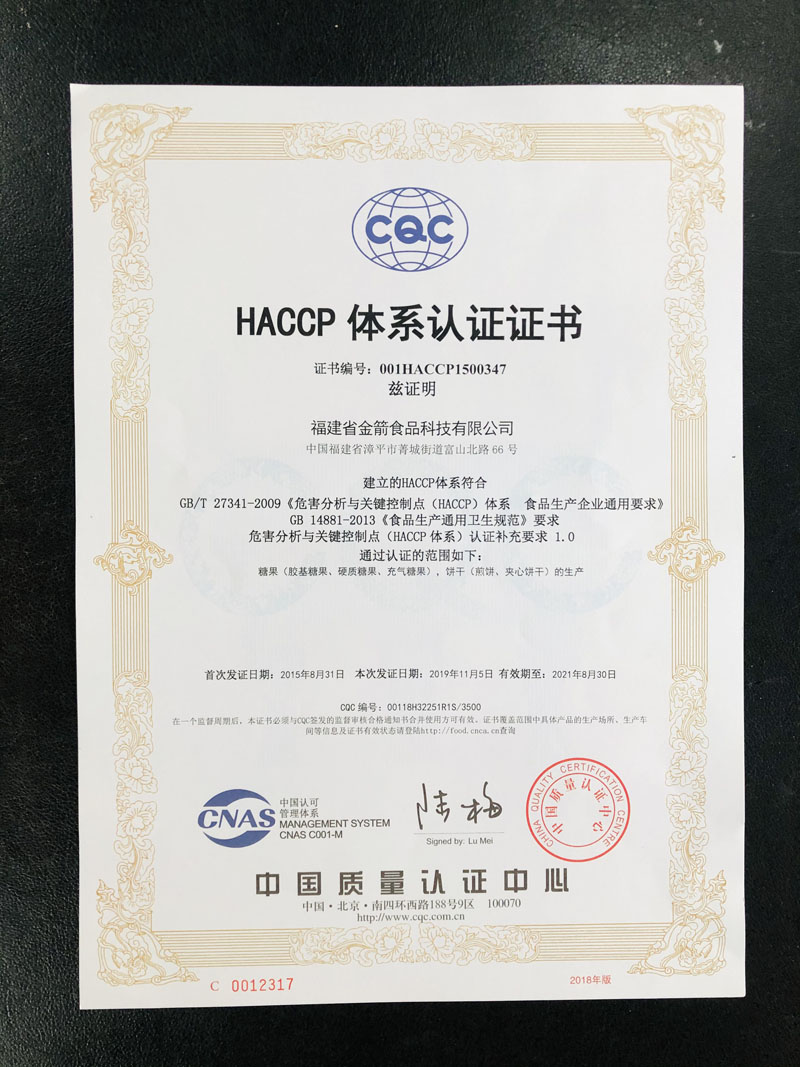 CQC
HACCP 体系认证证书
证书编号：001HACCP1500347
兹证明
福建省金箭食品科技有限公司
中国福建省漳平市菁城街道富山北路 66 号
建立的HACCP体系符合
GB/T 27341-2009《危害分析与关键控制点（HACCP）体系 食品生产企业通用要求》
GB 14881-2013《食品生产通用卫生规范》要求
危害分析与关键控制点（HACCP 体系）认证补充要求 1.0
通过认证的范围如下：
糖果（胶基糖果、硬质糖果、充气糖果），饼干（煎饼、夹心饼干）的生产
首次发证日期：2015年8月31日 本次发证日期：2019年11月5日 有效期至：2021年8月30日
CQC 编号：00118H32251R1S/3500
在一个监督周期后，本证书必须与CQC签发的监督审核合格通知书合并使用方可有效。证书覆盖范围中具体产品的生产场所、生产车
间等信息及证书有效状态请登陆http://food.cnca.cn查询
CNAS
中国认可
管理体系
MANAGEMENT SYSTEM
CNAS C001-M
陆梅
Signed by: Lu Mei
CHINA QUALITY CERTIFICATION CENTRE
中国质量认证中心
中国质量认证中心
中国·北京·南四环西路188号9区 100070
http://www.cqc.com.cn
C 0012317
2018年版